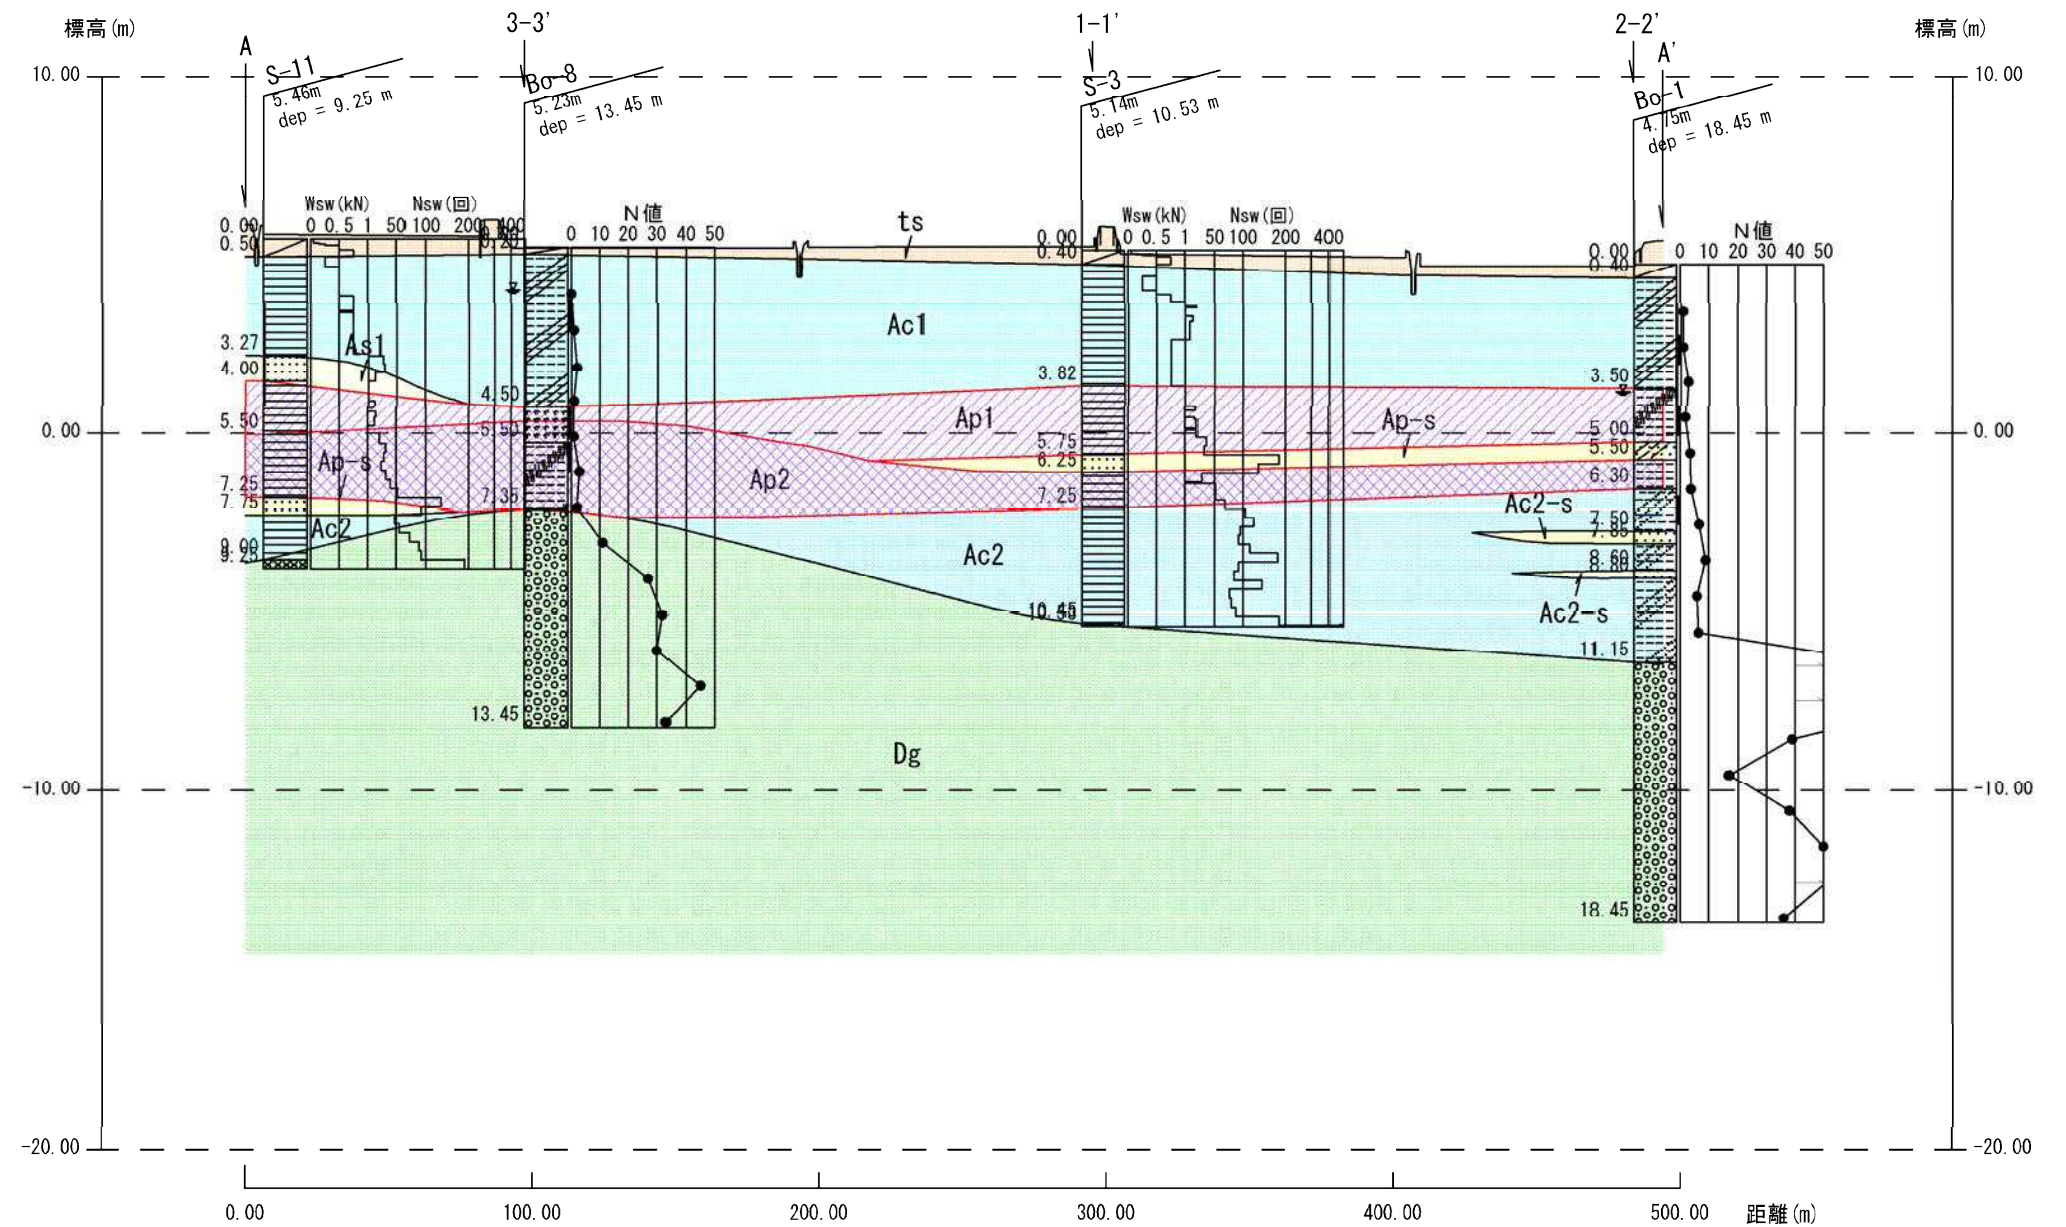 標高(m)
3-3'
1-1'
2-2'
標高(m)
A
A'
10.00
10.00
S-11
5.46m
dep = 9.25 m
Bo-8
5.23m
dep = 13.45 m
S-3
5.14m
dep = 10.53 m
Bo-1
4.75m
dep = 18.45 m
Wsw(kN)
Nsw(回)
0 0.5 1 50 100 200 400
N値
0 10 20 30 40 50
ts
Wsw(kN)
Nsw(回)
0 0.5 1 50 100 200 400
N値
0 10 20 30 40 50
0.00
0.50
0.00
0.40
0.00
0.40
Ac1
As1
3.27
4.00
4.50
3.82
3.50
Ap1
Ap-s
5.50
5.50
5.75
6.25
5.00
5.50
6.30
0.00
0.00
Ap-s
Ap2
7.25
7.75
7.35
7.25
Ac2-s
7.50
7.85
Ac2
9.00
9.25
Ac2
8.60
8.80
Ac2-s
10.45
11.15
13.45
Dg
-10.00
-10.00
18.45
-20.00
-20.00
0.00
100.00
200.00
300.00
400.00
500.00
距離(m)